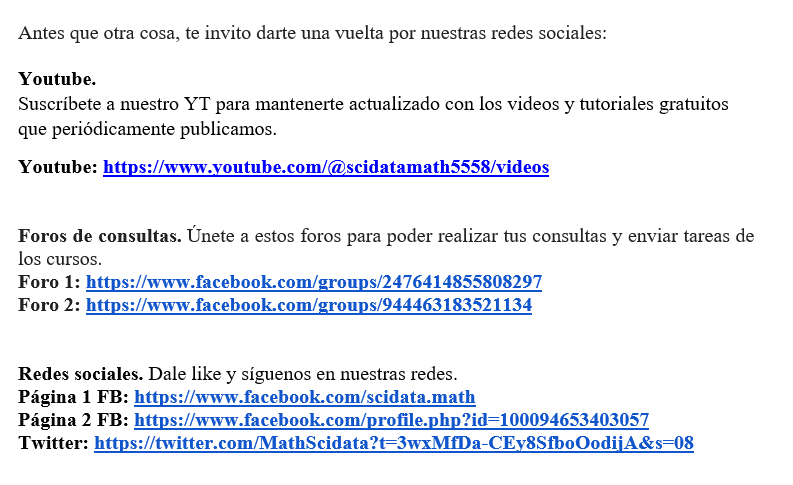 Antes que otra cosa, te invito darte una vuelta por nuestras redes sociales:
Youtube.
Suscríbete a nuestro YT para mantenerte actualizado con los videos y tutoriales gratuitos
que periódicamente publicamos.
Youtube: https://www.youtube.com/@scidatamath5558/videos
Foros de consultas. Únete a estos foros para poder realizar tus consultas y enviar tareas de
los cursos.
Foro 1: https://www.facebook.com/groups/2476414855808297
Foro 2: https://www.facebook.com/groups/944463183521134
Redes sociales. Dale like y síguenos en nuestras redes.
Página 1 FB: https://www.facebook.com/scidata.math
Página 2 FB: https://www.facebook.com/profile.php?id=100094653403057
Twitter: https://twitter.com/MathScidata?t=3wxMfDa-CEy8SfboOodijA&s=08